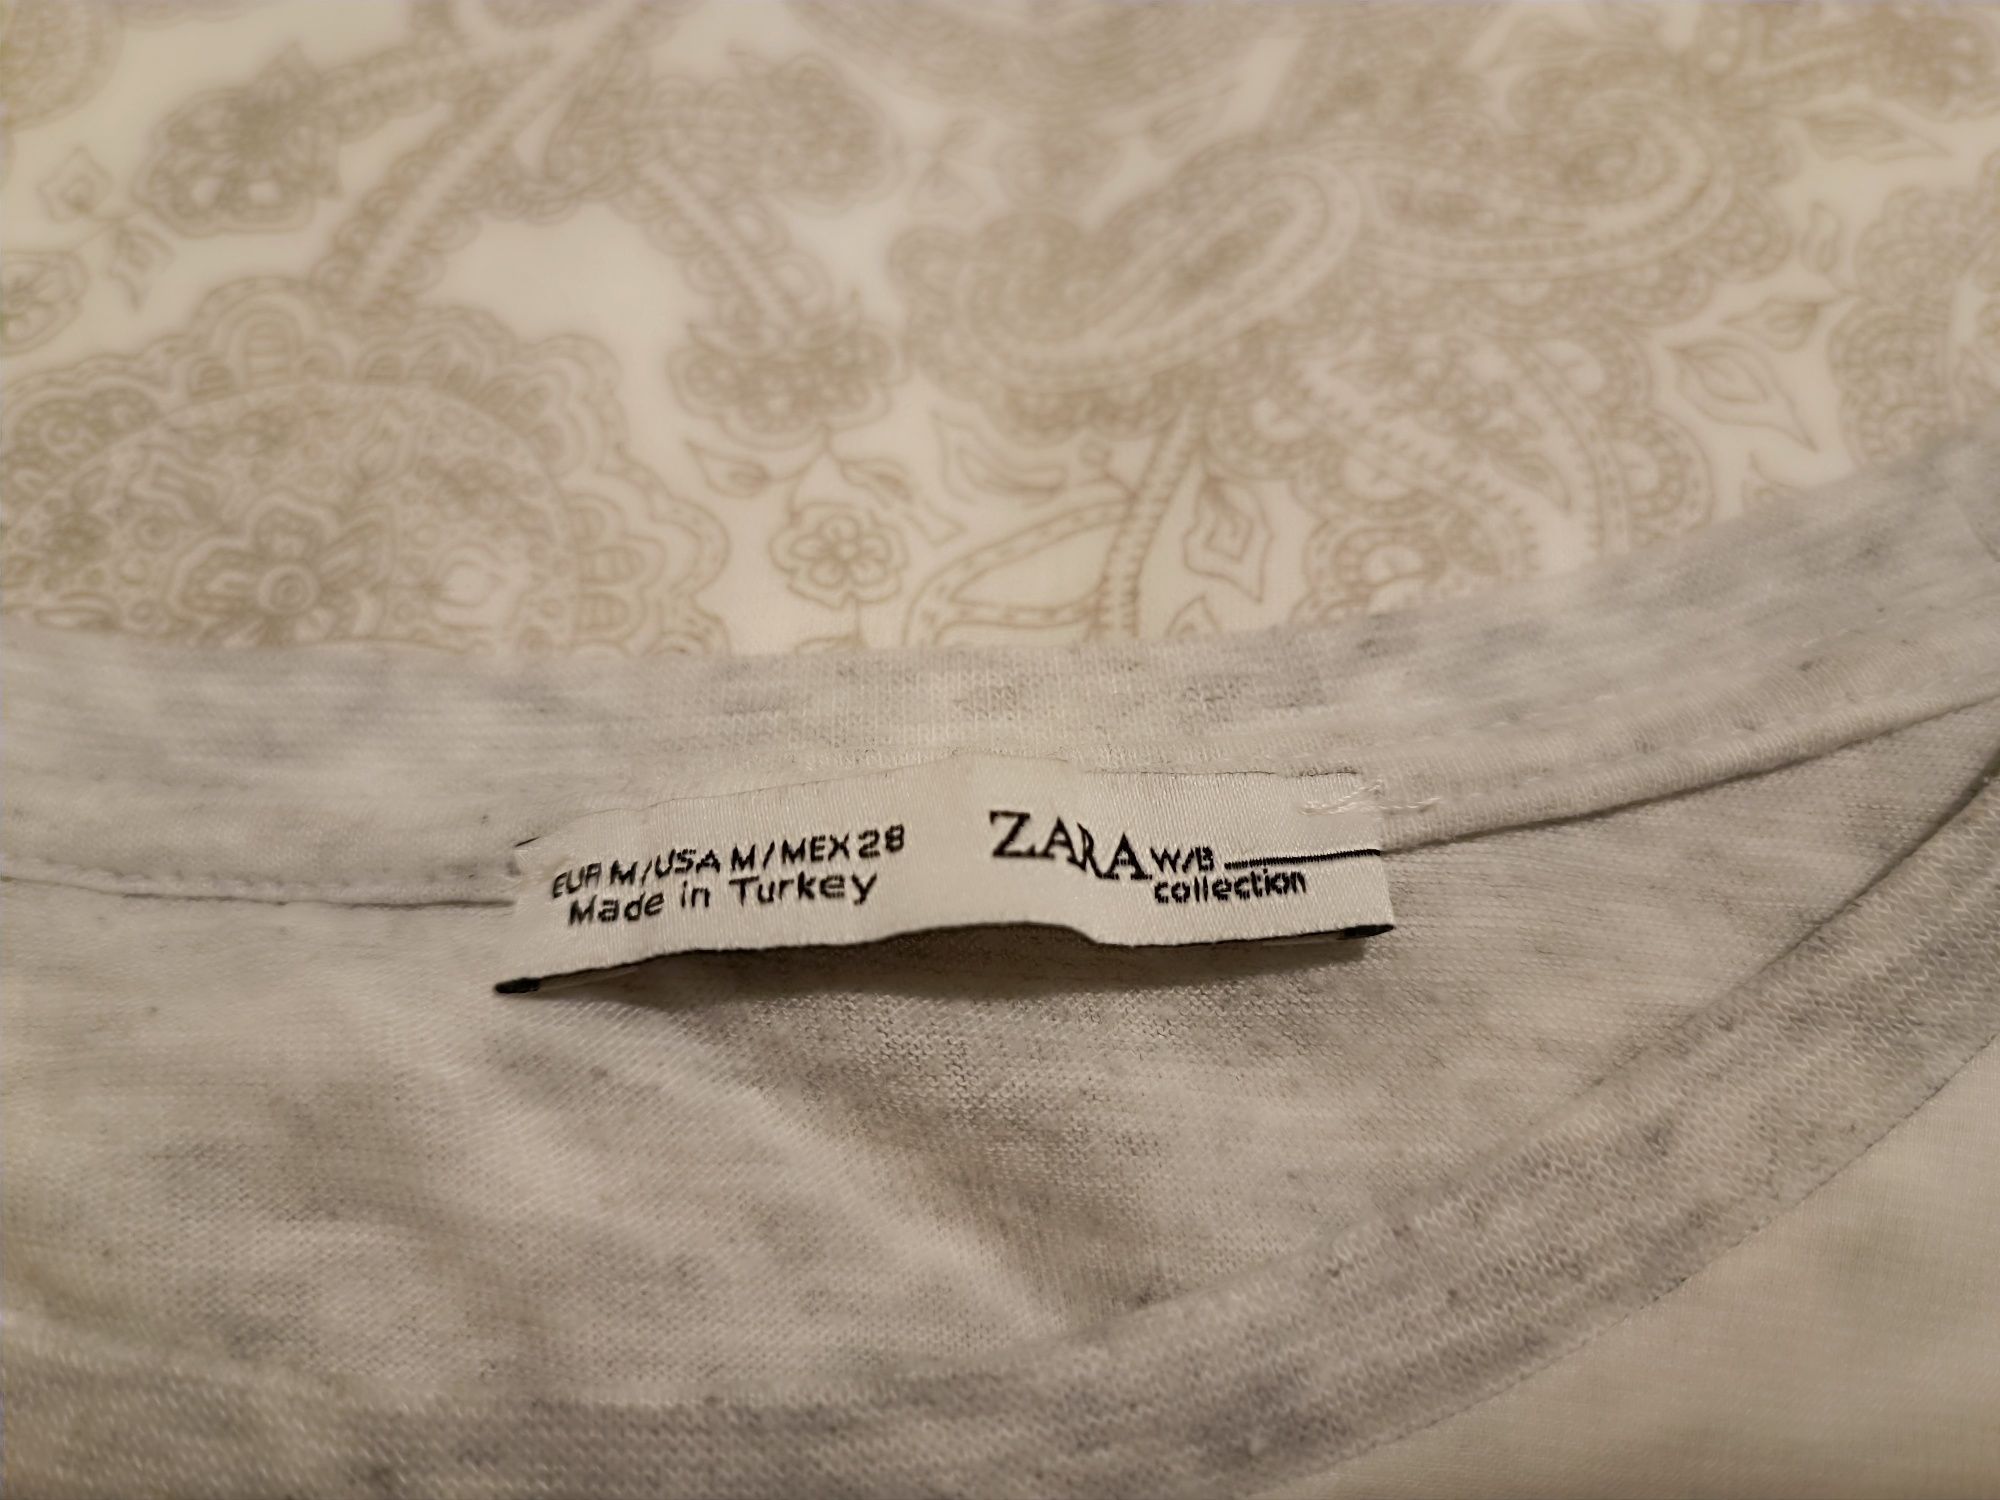 EUR M/USA M/MEX 28
Made in Turkey
ZARA W/B
collection